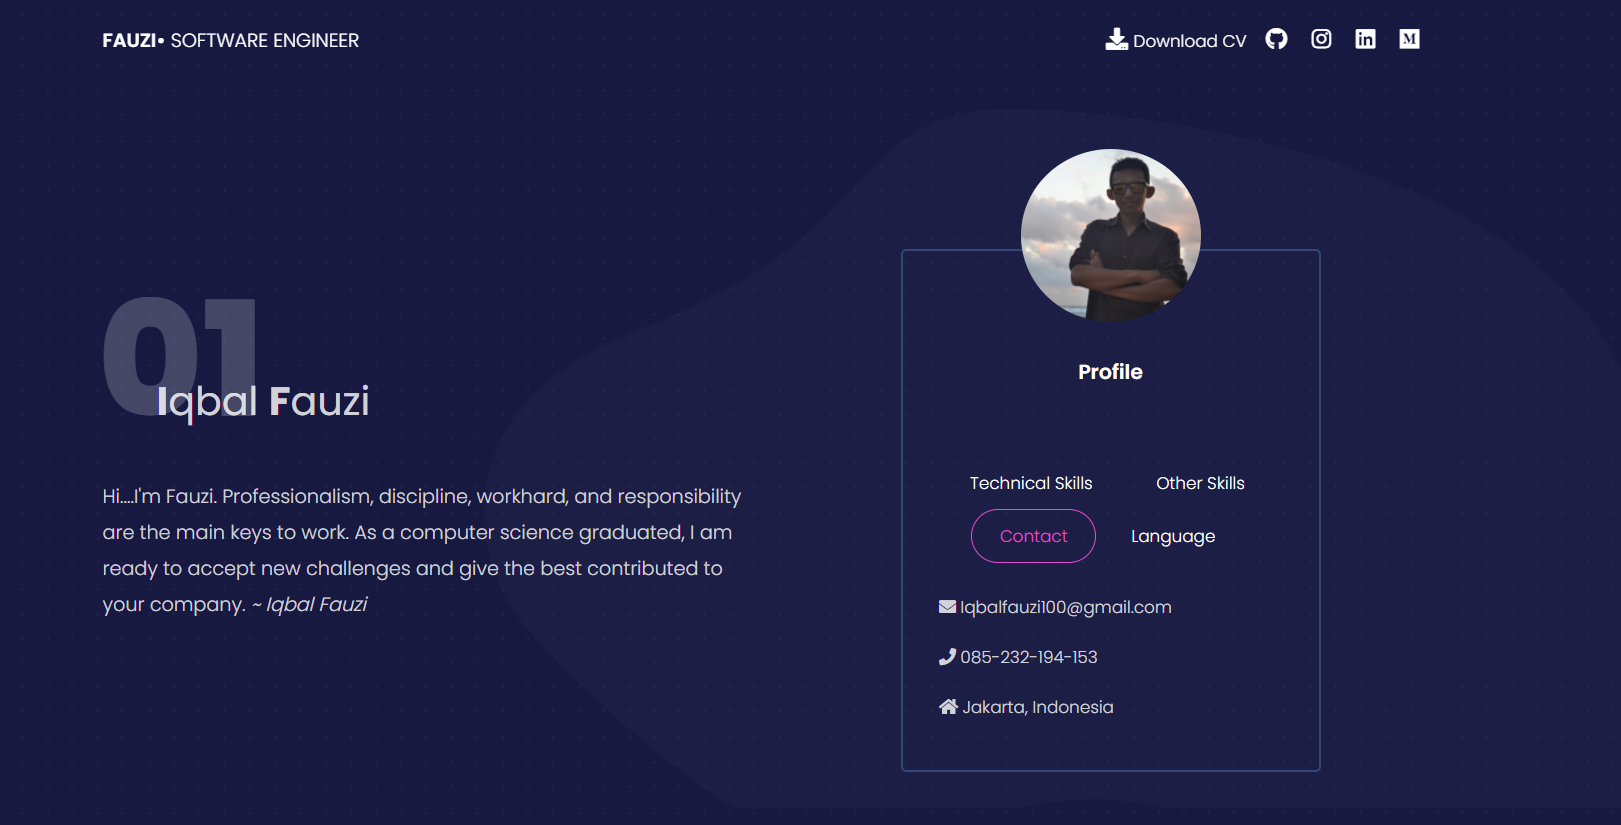 FAUZI• SOFTWARE ENGINEER
Download CV
01
Iqbal Fauzi
Hi....I'm Fauzi. Professionalism, discipline, workhard, and responsibility
are the main keys to work. As a computer science graduated, I am
ready to accept new challenges and give the best contributed to
your company. ~ Iqbal Fauzi
Profile
Technical Skills
Other Skills
Contact
Language
Iqbalfauzi100@gmail.com
085-232-194-153
Jakarta, Indonesia